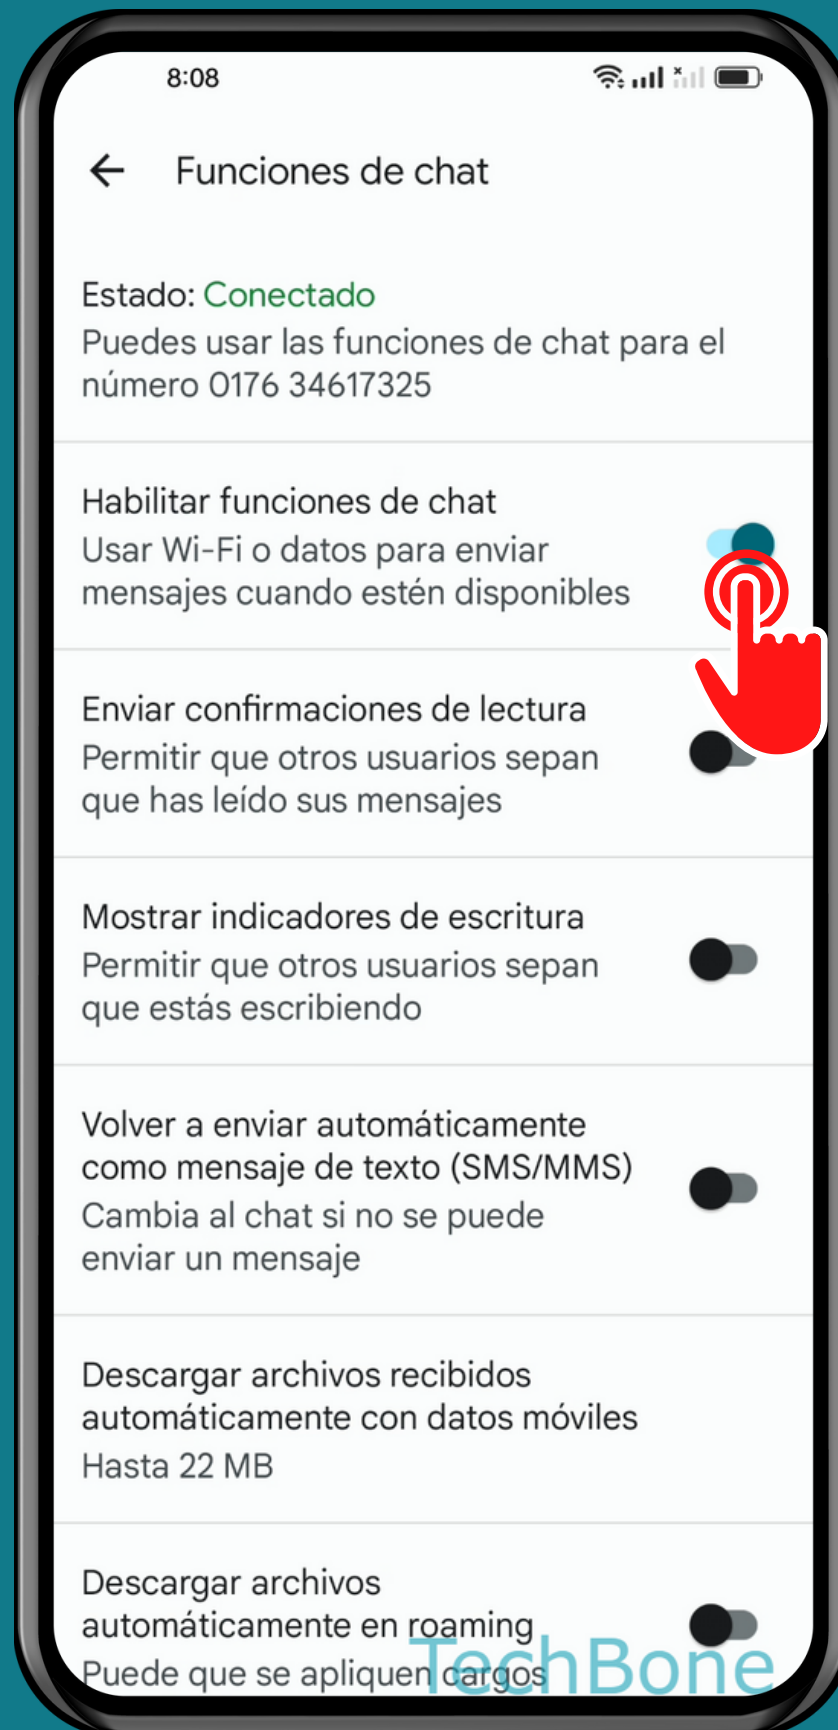 8:08
Funciones de chat
Estado: Conectado
Puedes usar las funciones de chat para el
número 0176 34617325
Habilitar funciones de chat
Usar Wi-Fi o datos para enviar
mensajes cuando estén disponibles
Enviar confirmaciones de lectura
Permitir que otros usuarios sepan
que has leído sus mensajes
Mostrar indicadores de escritura
Permitir que otros usuarios sepan
que estás escribiendo
Volver a enviar automáticamente
como mensaje de texto (SMS/MMS)
Cambia al chat si no se puede
enviar un mensaje
Descargar archivos recibidos
automáticamente con datos móviles
Hasta 22 MB
Descargar archivos
automáticamente en roaming
Puede que se apliquen cargos
TechBone